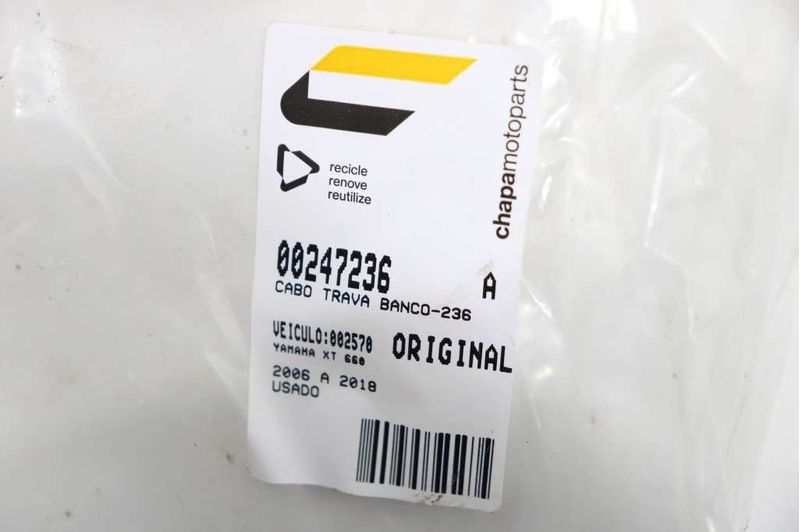 chapamotoparts
recicle
renove
reutilize
00247236 A
CABO TRAVA BANCO-236
VEICULO:002570 ORIGINAL
YAMAHA XT 660
2006 A 2018
USADO